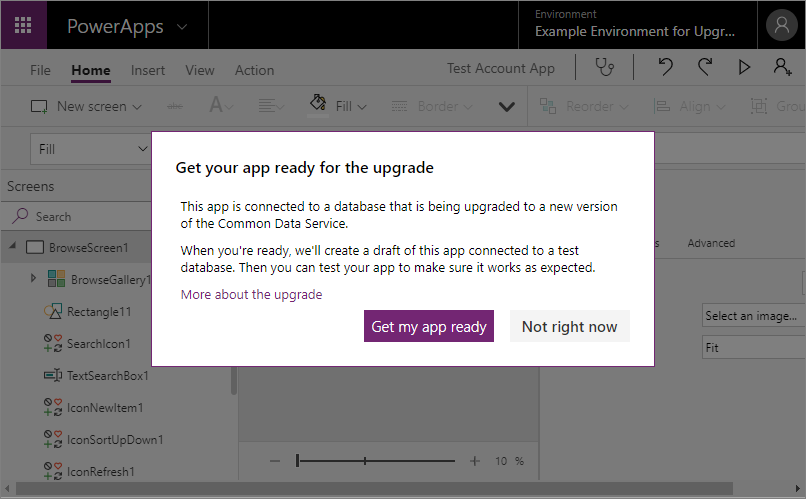 PowerApps
Environment
Example Environment for Upgr...
File Home Insert View Action
Test Account App
New screen abc A Fill Border Reorder Align Grou
Fill
Screens
Search
BrowseScreen1
BrowseGallery1
Rectangle11
SearchIcon1
TextSearchBox1
IconNewItem1
IconSortUpDown1
IconRefresh1
Get your app ready for the upgrade
This app is connected to a database that is being upgraded to a new version
of the Common Data Service.
When you're ready, we'll create a draft of this app connected to a test
database. Then you can test your app to make sure it works as expected.
More about the upgrade
Get my app ready Not right now
Advanced
Select an image...
Fit
10 %